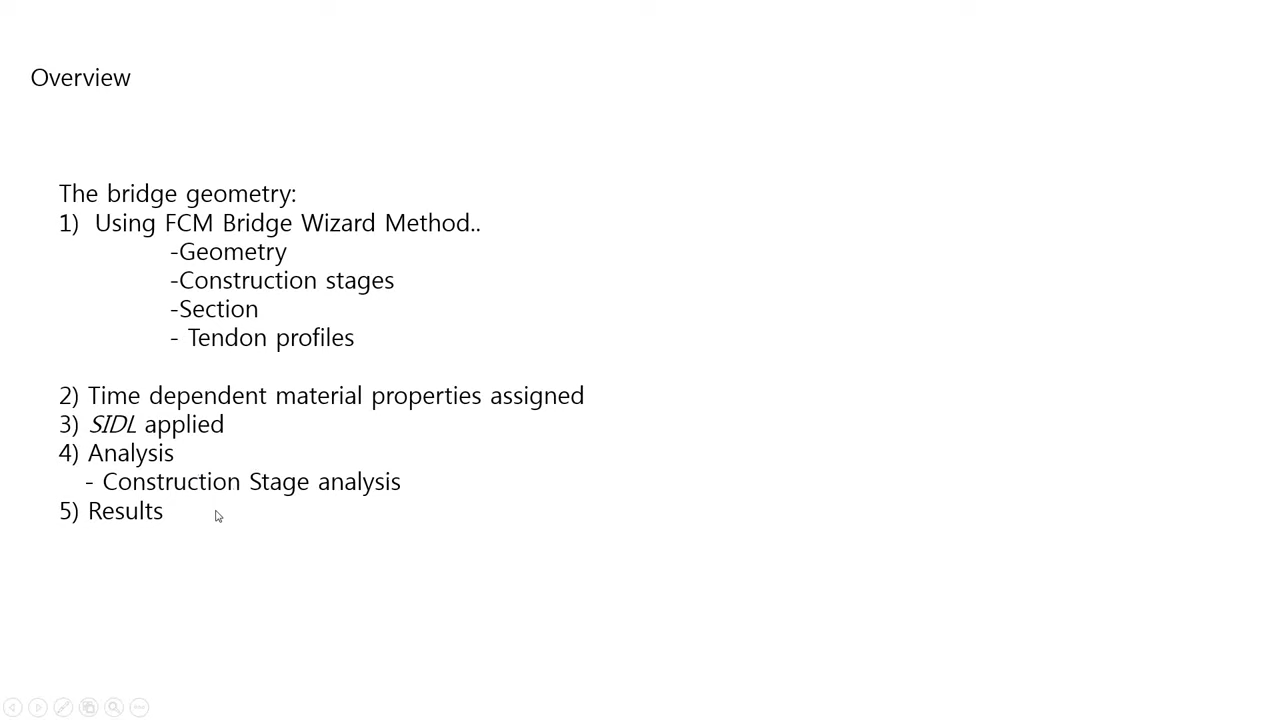 Overview
The bridge geometry:
1) Using FCM Bridge Wizard Method..
-Geometry
-Construction stages
-Section
- Tendon profiles
2) Time dependent material properties assigned
3) SIDL applied
4) Analysis
- Construction Stage analysis
5) Results